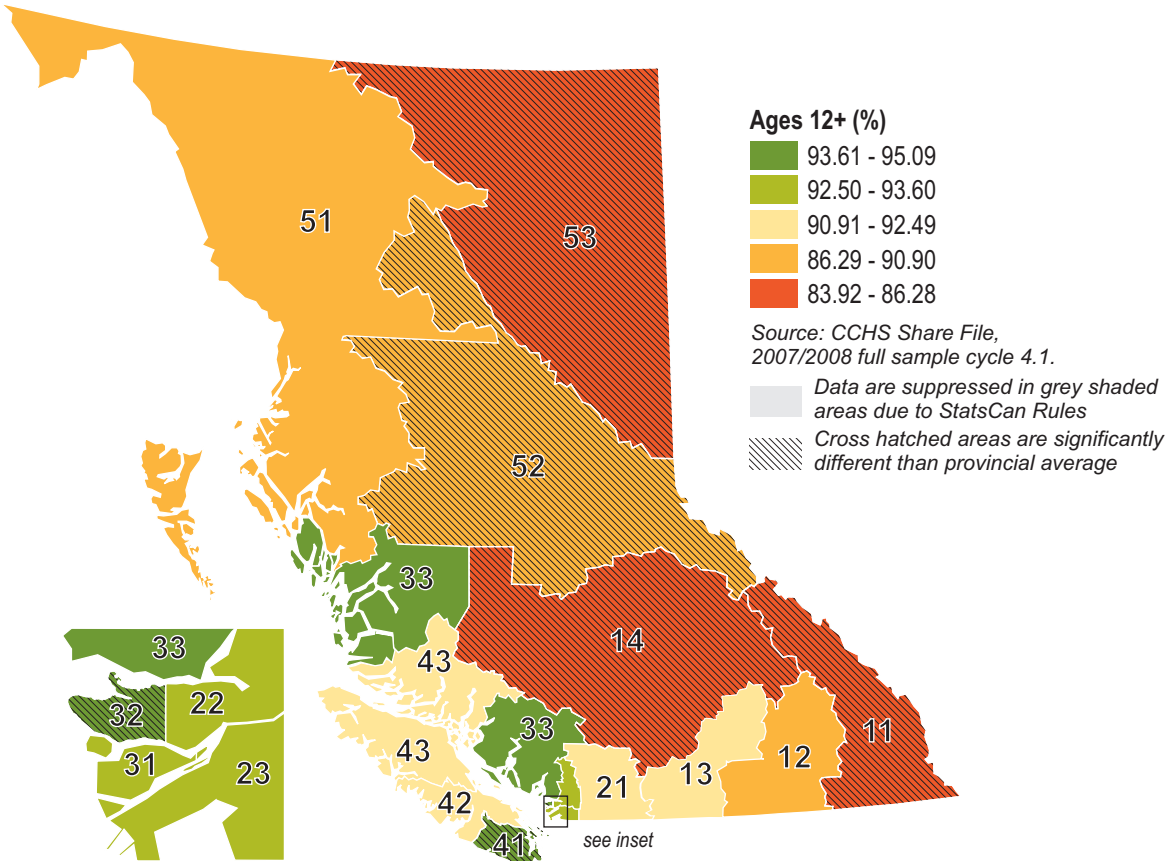 Ages 12+ (%)
93.61 - 95.09
92.50 - 93.60
90.91 - 92.49
86.29 - 90.90
83.92 - 86.28
Source: CCHS Share File,
2007/2008 full sample cycle 4.1.
Data are suppressed in grey shaded
areas due to StatsCan Rules
Cross hatched areas are significantly
different than provincial average
51
53
52
33
14
43
33
11
43
12
13
21
42
41
see inset
33
32
22
31
23